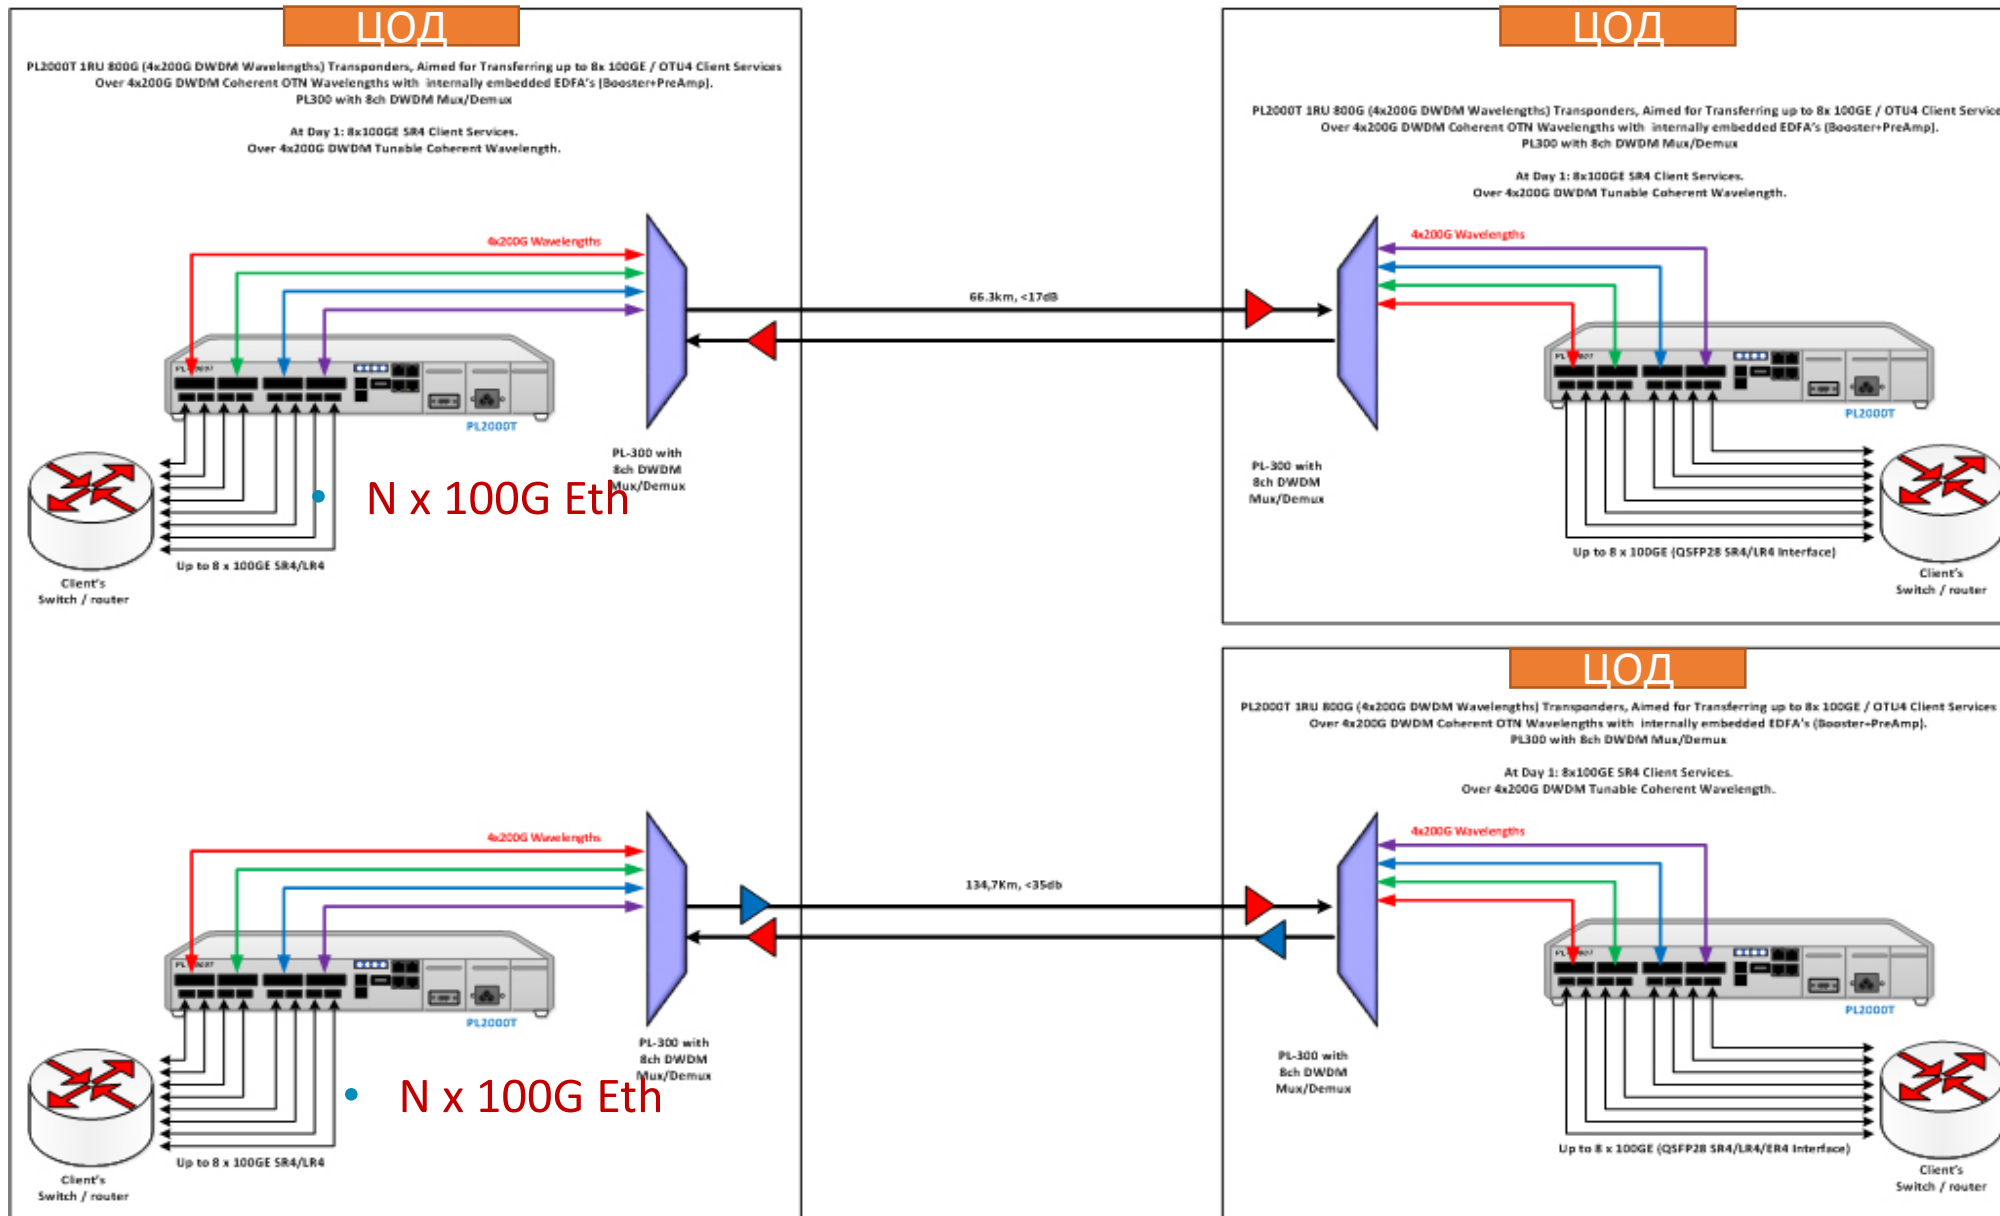 ЦОД
PL2000T 1RU 800G (4x200G DWDM Wavelengths) Transponders, Aimed for Transferring up to 8x 100GE / OTU4 Client Services
Over 4x200G DWDM Coherent OTN Wavelengths with internally embedded EDFA's (Booster+PreAmp).
PL300 with 8ch DWDM Mux/Demux
At Day 1: 8x100GE SR4 Client Services.
Over 4x200G DWDM Tunable Coherent Wavelength.
4x200G Wavelengths
PL2000T
PL-300 with
8ch DWDM
Mux/Demux
• N x 100G Eth
Up to 8 x 100GE SR4/LR4
Client's
Switch / router
66.3km, <17dB
ЦОД
PL2000T 1RU 800G (4x200G DWDM Wavelengths) Transponders, Aimed for Transferring up to 8x 100GE / OTU4 Client Service
Over 4x200G DWDM Coherent OTN Wavelengths with internally embedded EDFA's (Booster+PreAmp).
PL300 with 8ch DWDM Mux/Demux
At Day 1: 8x100GE SR4 Client Services.
Over 4x200G DWDM Tunable Coherent Wavelength.
4x200G Wavelengths
PL2000T
PL-300 with
8ch DWDM
Mux/Demux
Up to 8 x 100GE (QSFP28 SR4/LR4 Interface)
Client's
Switch / router
4x200G Wavelengths
PL2000T
PL-300 with
8ch DWDM
Mux/Demux
• N x 100G Eth
Up to 8 x 100GE SR4/LR4
Client's
Switch / router
134,7Km, <35db
ЦОД
PL2000T 1RU 800G (4x200G DWDM Wavelengths) Transponders, Aimed for Transferring up to 8x 100GE / OTU4 Client Services
Over 4x200G DWDM Coherent OTN Wavelengths with internally embedded EDFA's (Booster+PreAmp).
PL300 with 8ch DWDM Mux/Demux
At Day 1: 8x100GE SR4 Client Services.
Over 4x200G DWDM Tunable Coherent Wavelength.
4x200G Wavelengths
PL2000T
PL-300 with
8ch DWDM
Mux/Demux
Up to 8 x 100GE (QSFP28 SR4/LR4/ER4 Interface)
Client's
Switch / router